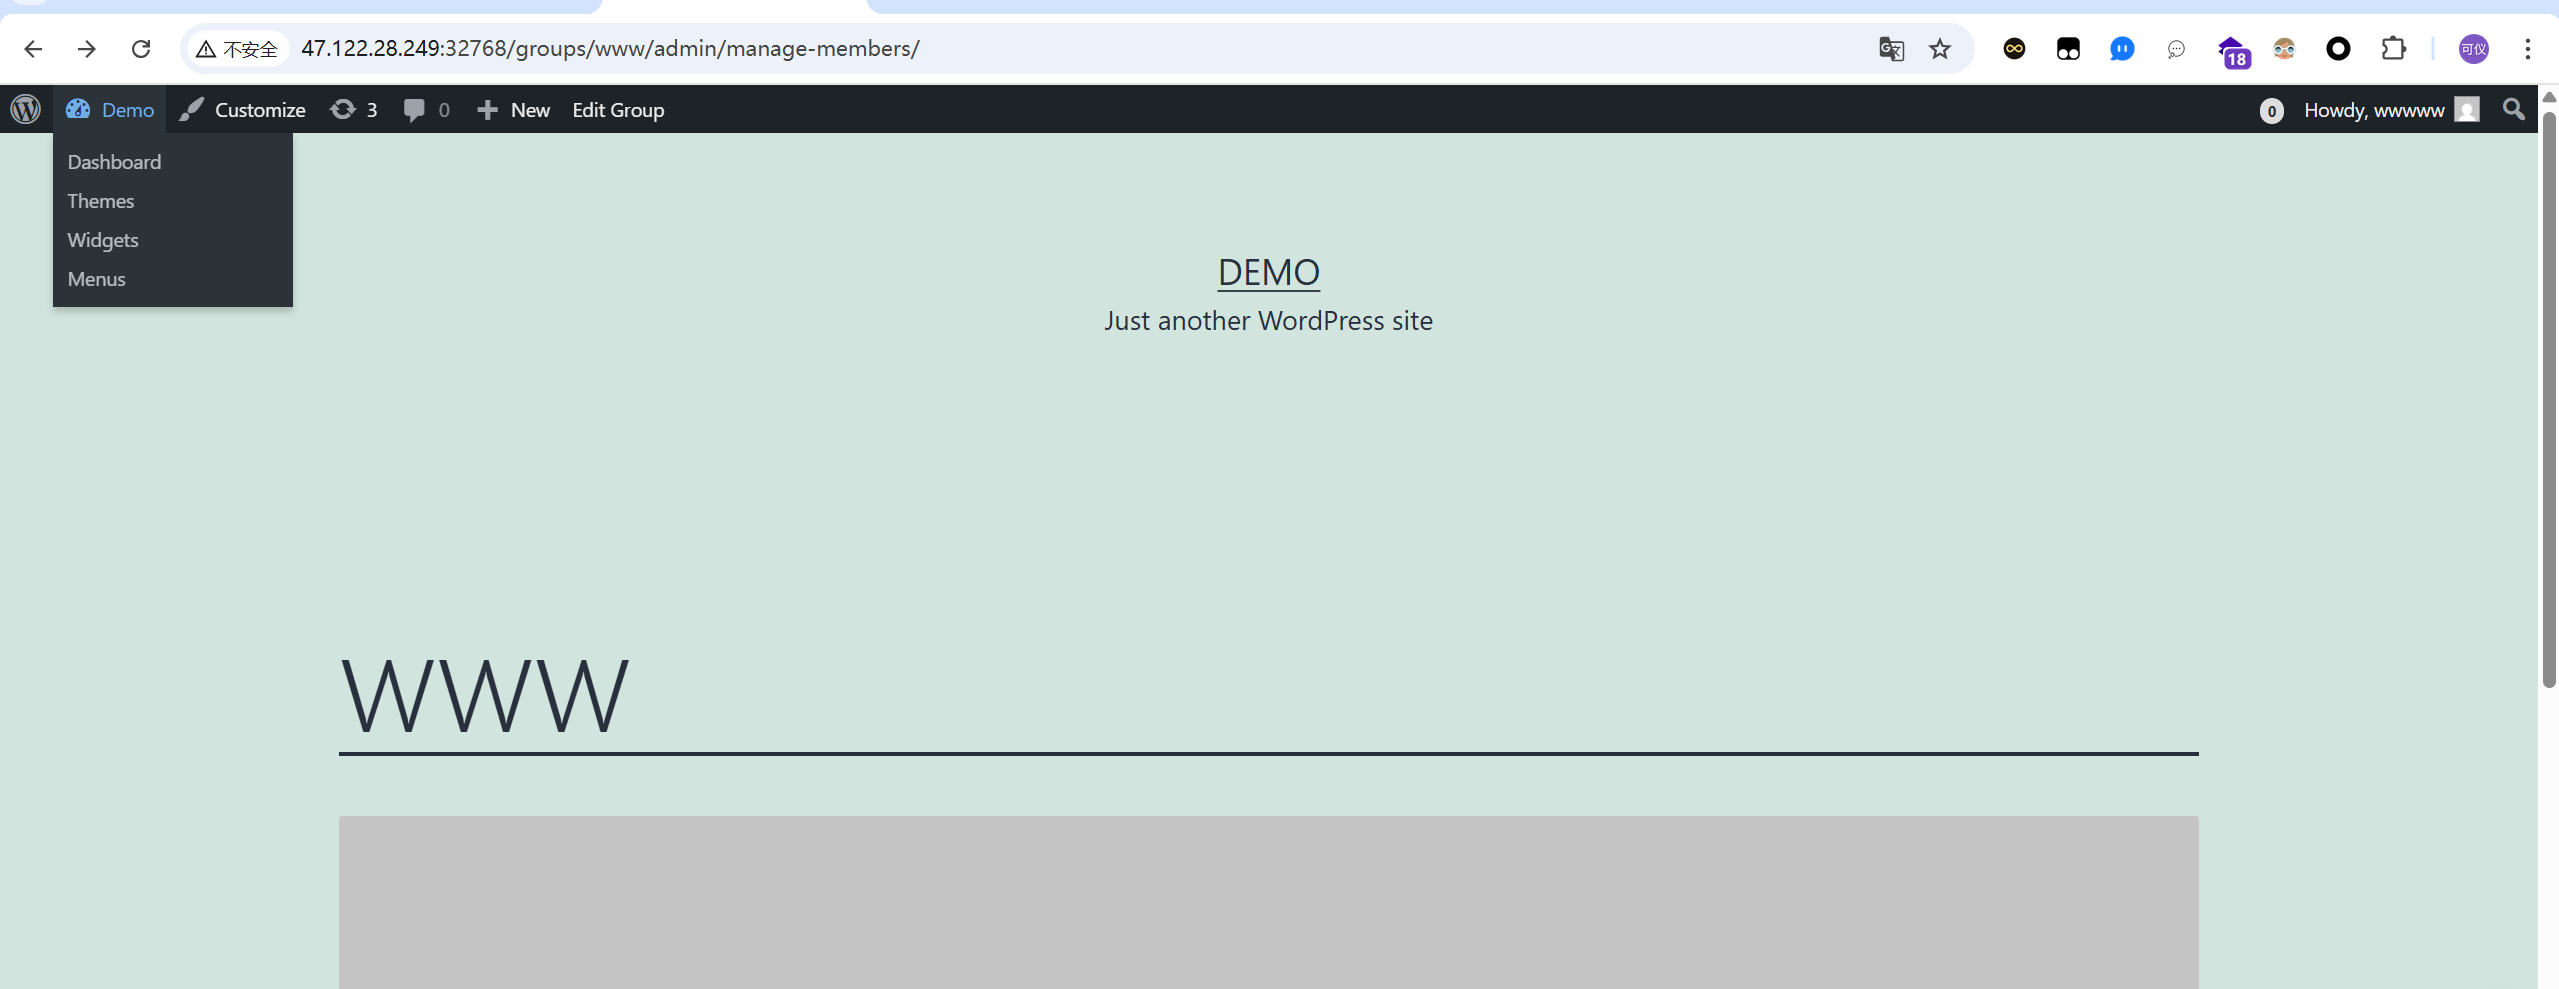 不安全 47.122.28.249:32768/groups/www/admin/manage-members/ 18 可仪
Demo Customize 3 0 New Edit Group 0 Howdy, wwwww
Dashboard
Themes
Widgets
Menus
DEMO
Just another WordPress site
WWW